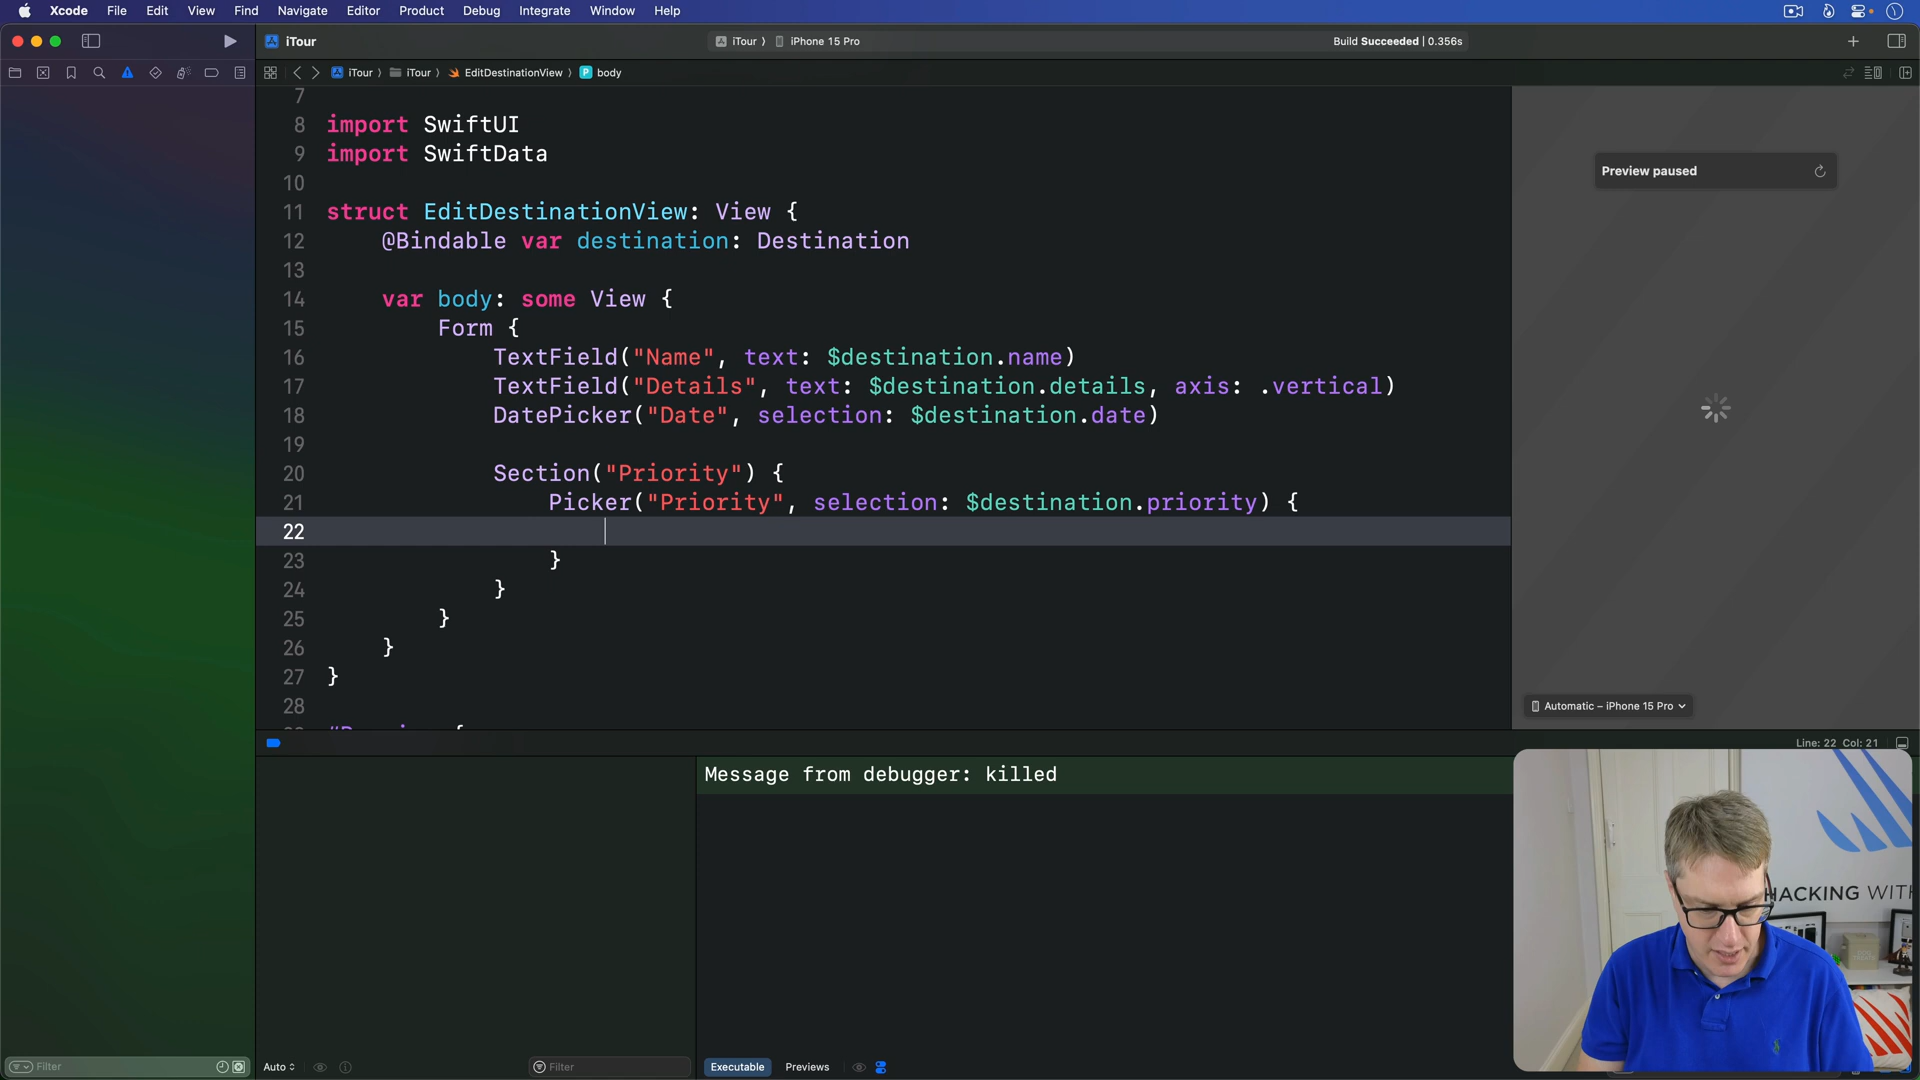 Xcode File Edit View Find Navigate Editor Product Debug Integrate Window Help
iTour
iTour 〉 iPhone 15 Pro
Build Succeeded | 0.356s
iTour 〉 iTour 〉 EditDestinationView 〉 P body
7
8 import SwiftUI
9 import SwiftData
10
11 struct EditDestinationView: View {
12 @Bindable var destination: Destination
13
14 var body: some View {
15 Form {
16 TextField("Name", text: $destination.name)
17 TextField("Details", text: $destination.details, axis: .vertical)
18 DatePicker("Date", selection: $destination.date)
19
20 Section("Priority") {
21 Picker("Priority", selection: $destination.priority) {
22
23 }
24 }
25 }
26 }
27 }
28
Preview paused
Automatic – iPhone 15 Pro
Line: 22 Col: 21
Message from debugger: killed
HACKING WITH
Filter
Auto
Filter
Executable
Previews